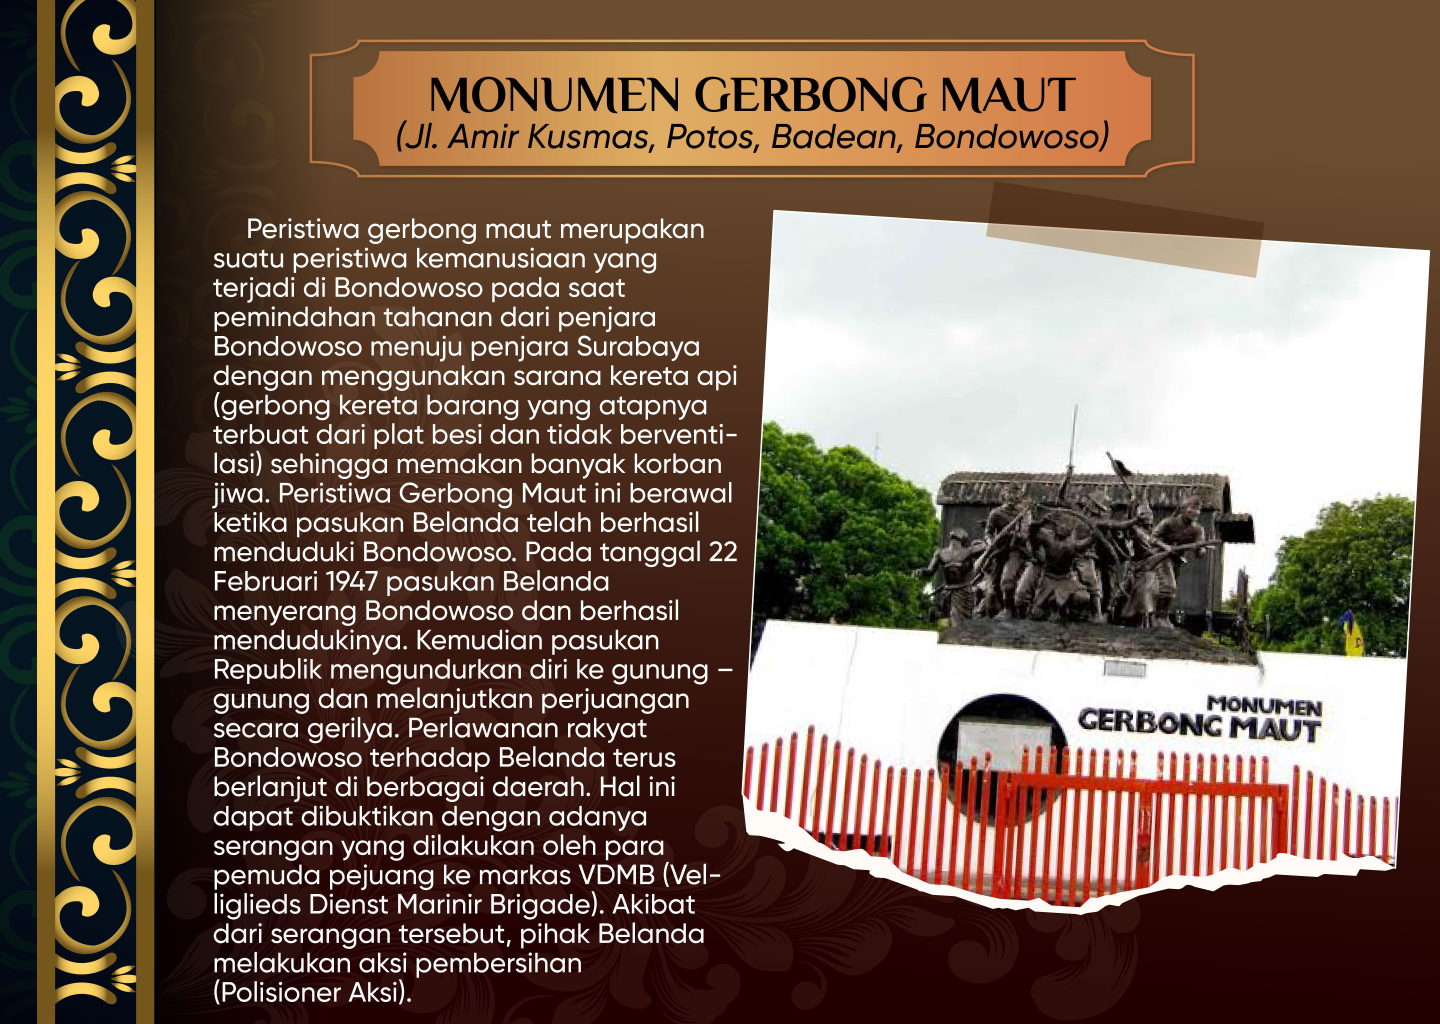 MONUMEN GERBONG MAUT
(Jl. Amir Kusmas, Potos, Badean, Bondowoso)
Peristiwa gerbong maut merupakan
suatu peristiwa kemanusiaan yang
terjadi di Bondowoso pada saat
pemindahan tahanan dari penjara
Bondowoso menuju penjara Surabaya
dengan menggunakan sarana kereta api
(gerbong kereta barang yang atapnya
terbuat dari plat besi dan tidak berventi-
lasi) sehingga memakan banyak korban
jiwa. Peristiwa Gerbong Maut ini berawal
ketika pasukan Belanda telah berhasil
menduduki Bondowoso. Pada tanggal 22
Februari 1947 pasukan Belanda
menyerang Bondowoso dan berhasil
mendudukinya. Kemudian pasukan
Republik mengundurkan diri ke gunung –
gunung dan melanjutkan perjuangan
secara gerilya. Perlawanan rakyat
Bondowoso terhadap Belanda terus
berlanjut di berbagai daerah. Hal ini
dapat dibuktikan dengan adanya
serangan yang dilakukan oleh para
pemuda pejuang ke markas VDMB (Vel-
liglieds Dienst Marinir Brigade). Akibat
dari serangan tersebut, pihak Belanda
melakukan aksi pembersihan
(Polisioner Aksi).
MONUMEN
GERBONG MAUT